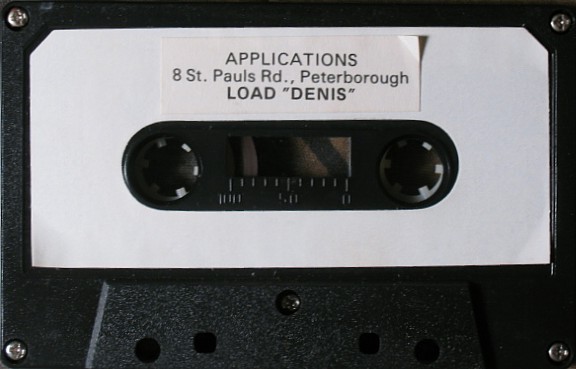 APPLICATIONS
8 St. Pauls Rd., Peterborough
LOAD "DENIS"
100 50 0